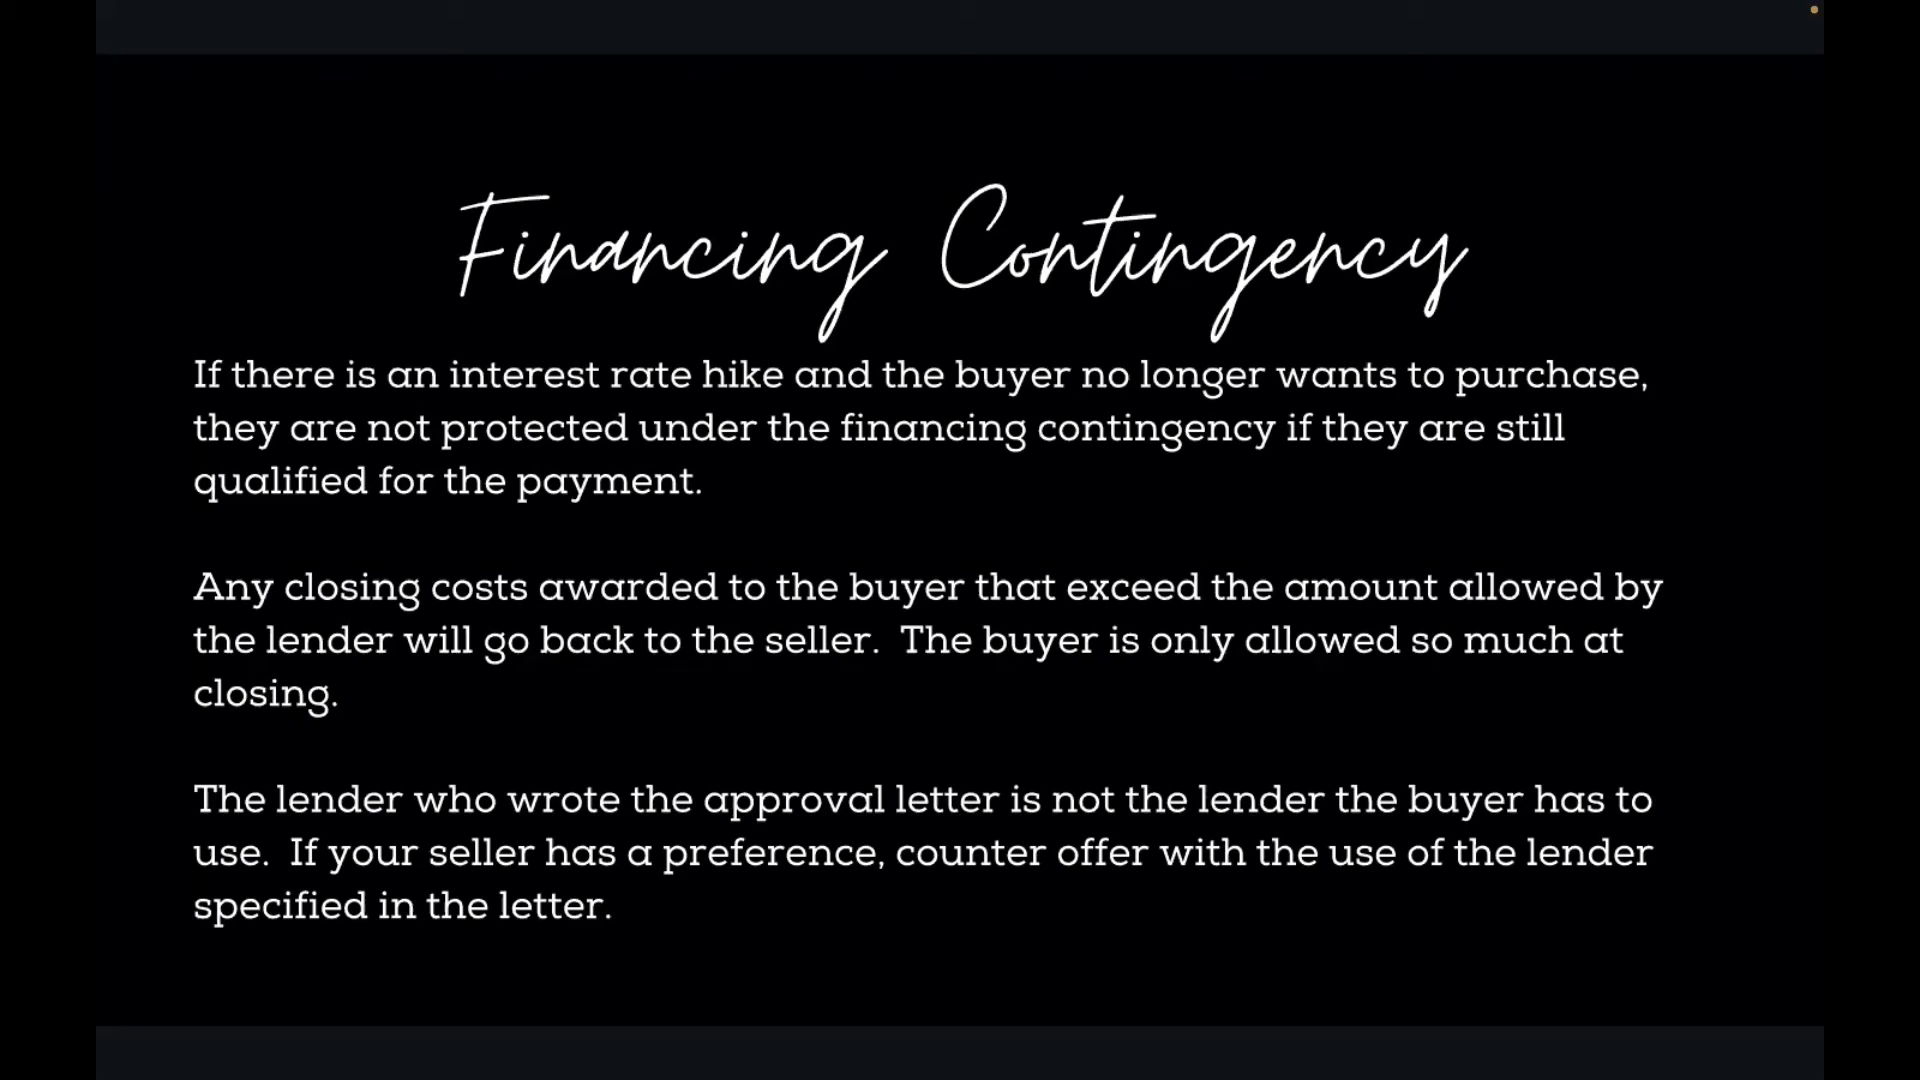 Financing Contingency
If there is an interest rate hike and the buyer no longer wants to purchase,
they are not protected under the financing contingency if they are still
qualified for the payment.
Any closing costs awarded to the buyer that exceed the amount allowed by
the lender will go back to the seller.  The buyer is only allowed so much at
closing.
The lender who wrote the approval letter is not the lender the buyer has to
use.  If your seller has a preference, counter offer with the use of the lender
specified in the letter.